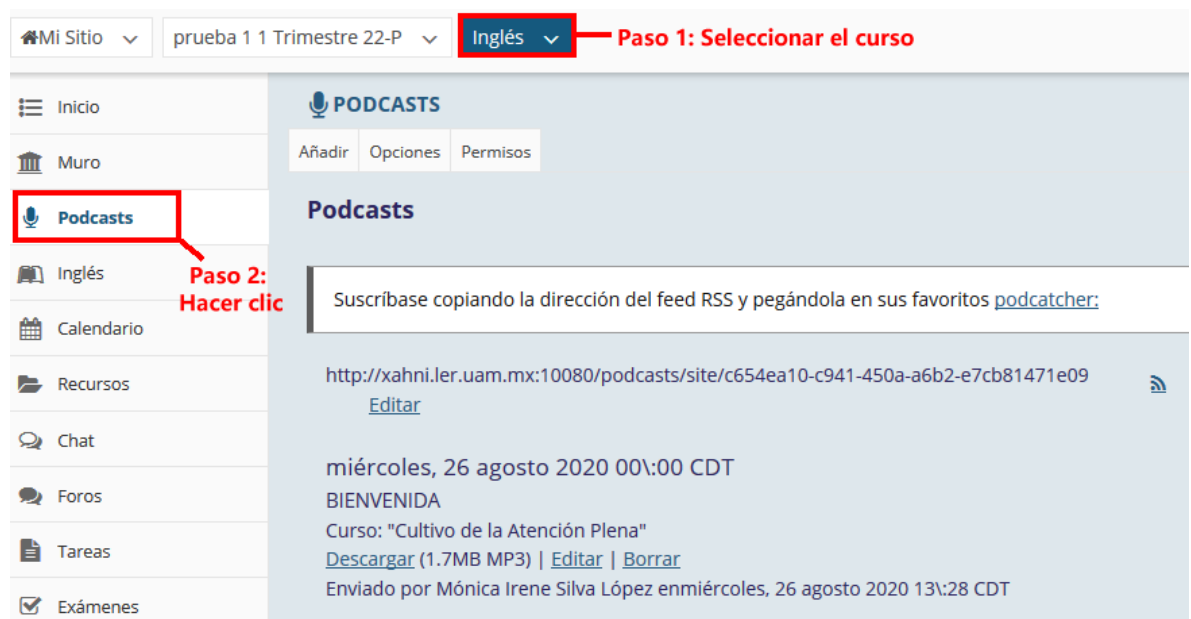 Mi Sitio
prueba 1 1 Trimestre 22-P
Inglés
Paso 1: Seleccionar el curso
Inicio
Muro
Podcasts
Paso 2:
Hacer clic
Inglés
Calendario
Recursos
Chat
Foros
Tareas
Exámenes
PODCASTS
Añadir Opciones Permisos
Podcasts
Suscríbase copiando la dirección del feed RSS y pegándola en sus favoritos podcatcher:
http://xahni.ler.uam.mx:10080/podcasts/site/c654ea10-c941-450a-a6b2-e7cb81471e09
Editar
miércoles, 26 agosto 2020 00\:00 CDT
BIENVENIDA
Curso: "Cultivo de la Atención Plena"
Descargar (1.7MB MP3) | Editar | Borrar
Enviado por Mónica Irene Silva López enmiércoles, 26 agosto 2020 13\:28 CDT